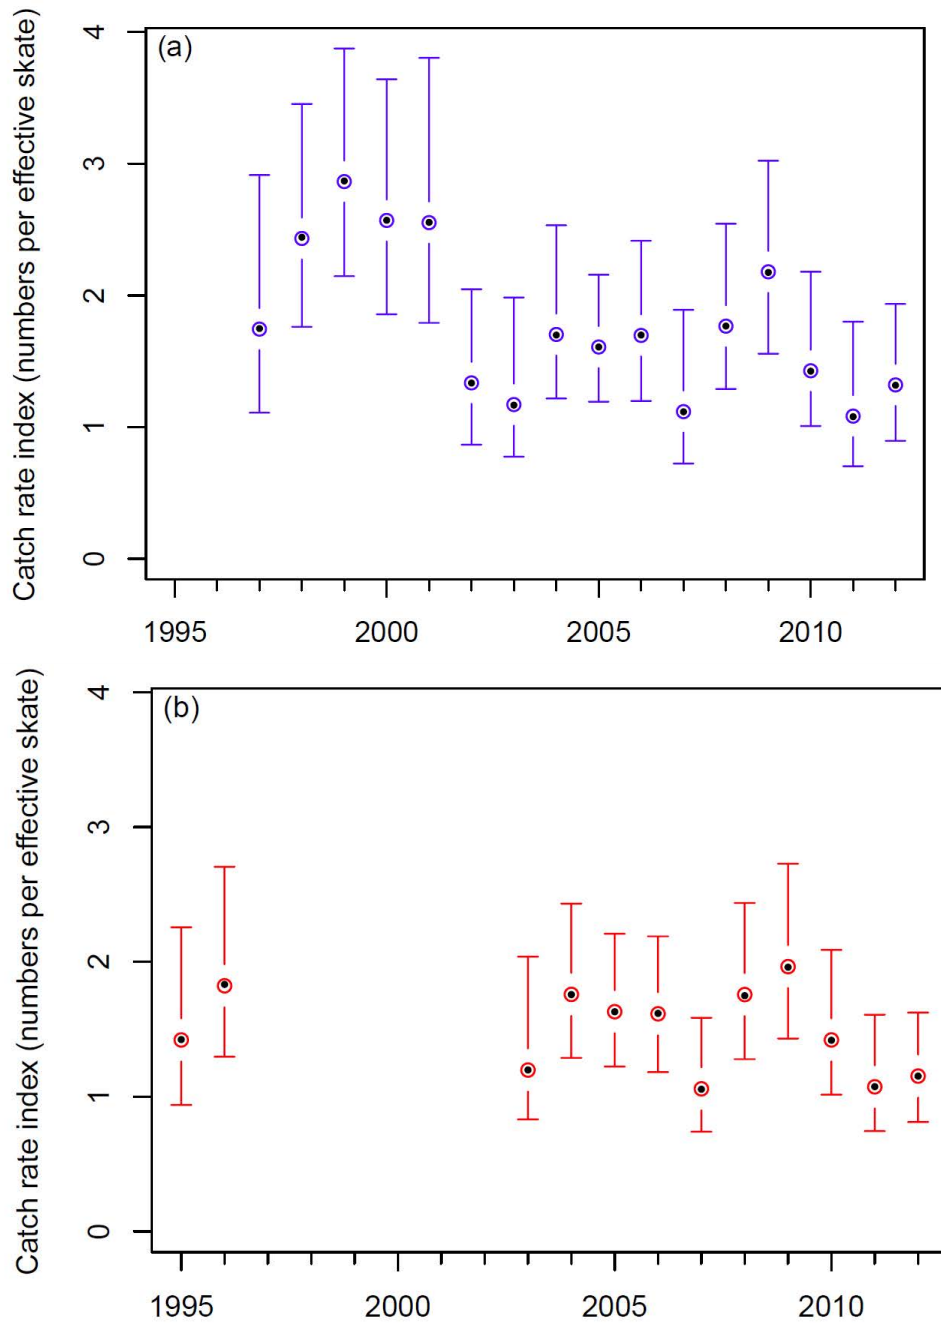 (a)
Catch rate index (numbers per effective skate)
4
3
2
1
0
1995 2000 2005 2010
(b)
Catch rate index (numbers per effective skate)
4
3
2
1
0
1995 2000 2005 2010